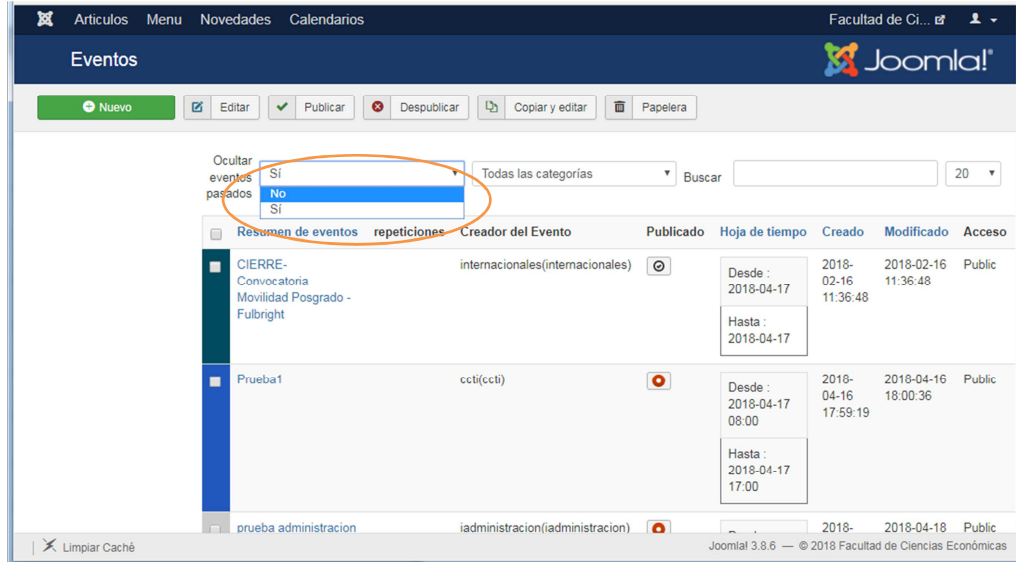 Articulos Menu Novedades Calendarios Facultad de Ci...
Eventos Joomla!
Nuevo Editar Publicar Despublicar Copiar y editar Papelera
Ocultar eventos pasados Sí Todas las categorías Buscar 20
No
Sí
Resumen de eventos repeticiones Creador del Evento Publicado Hoja de tiempo Creado Modificado Acceso
CIERRE- internacionales(internacionales) 2018- 2018-02-16 Public
Convocatoria Desde : 02-16 11:36:48
Movilidad Posgrado - 2018-04-17 11:36:48
Fulbright
Hasta :
2018-04-17
Prueba1 ccti(ccti) 2018- 2018-04-16 Public
Desde : 04-16 18:00:36
2018-04-17 17:59:19
08:00
Hasta :
2018-04-17
17:00
prueba administracion iadministracion(iadministracion) 2018- 2018-04-18 Public
Limpiar Caché Joomla! 3.8.6 — © 2018 Facultad de Ciencias Económicas